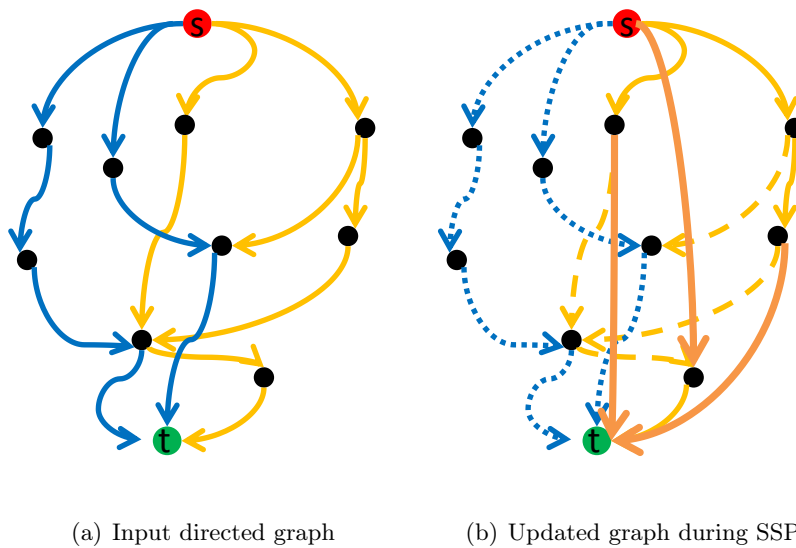 s
s
t
t
(a) Input directed graph
(b) Updated graph during SSP